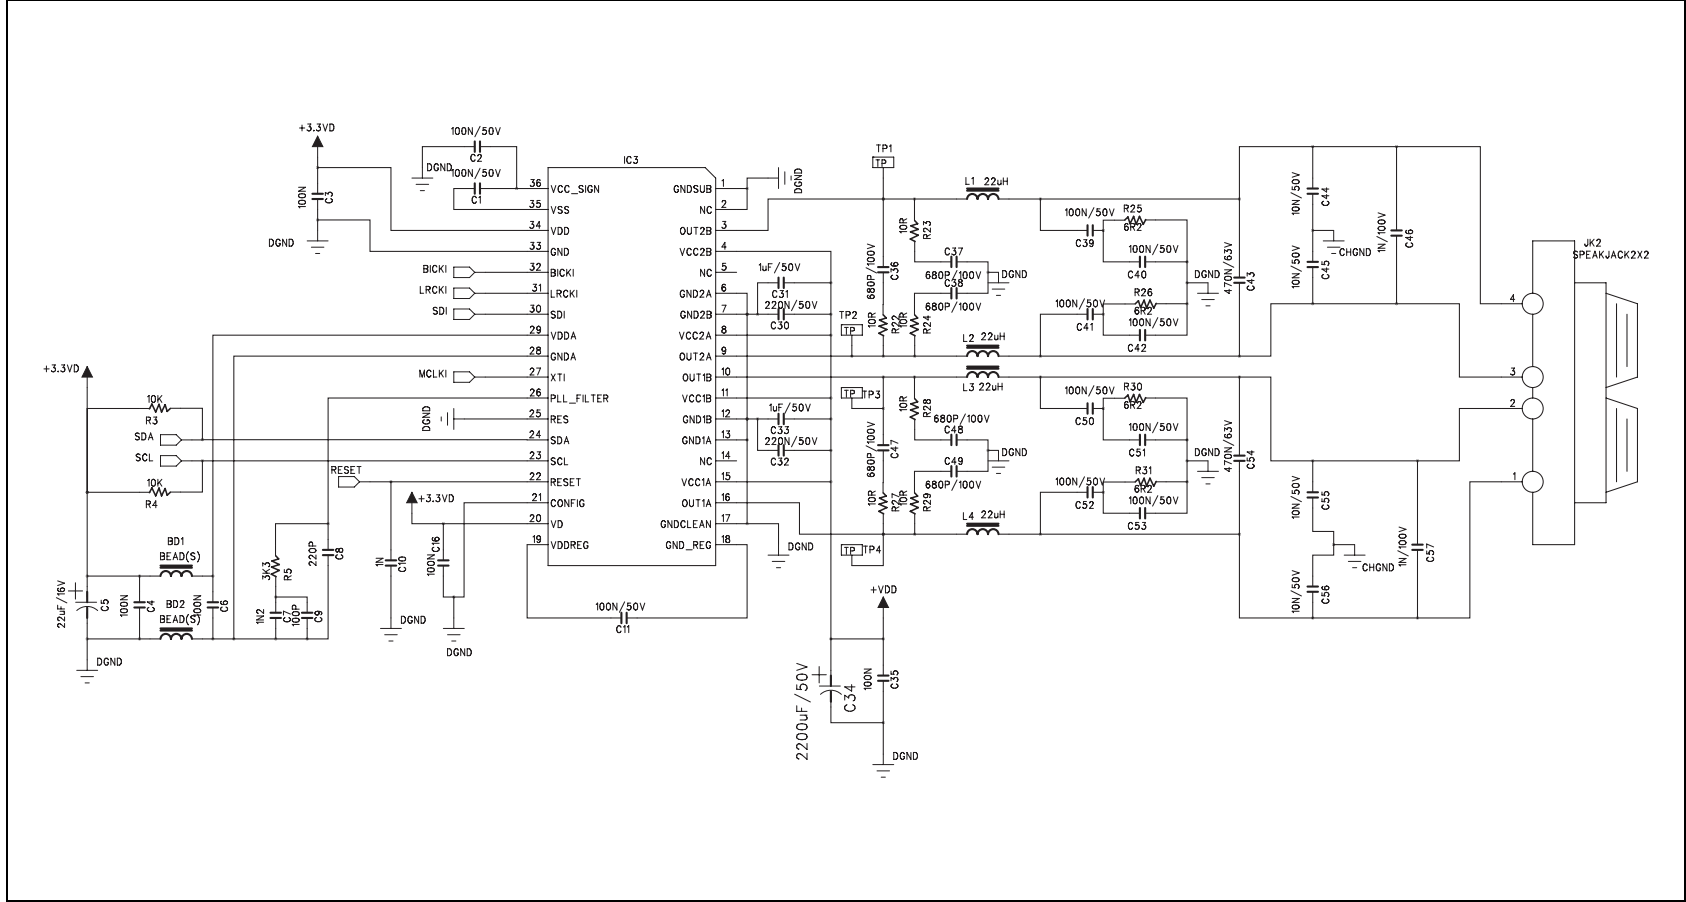 +3.3VD
100N
C3
DGND
100N/50V
C2
DGND
100N/50V
C1
IC3
36 VCC_SIGN
35 VSS
34 VDD
33 GND
32 BICKI
31 LRCKI
30 SDI
29 VDDA
28 GNDA
27 XTI
26 PLL_FILTER
25 RES
24 SDA
23 SCL
22 RESET
21 CONFIG
20 VD
19 VDDREG
GNDSUB 1
NC 2
OUT2B 3
VCC2B 4
NC 5
GND2A 6
GND2B 7
VCC2A 8
OUT2A 9
OUT1B 10
VCC1B 11
GND1B 12
GND1A 13
NC 14
VCC1A 15
OUT1A 16
GNDCLEAN 17
GND_REG 18
BICKI
LRCKI
SDI
MCLKI
DGND
+3.3VD
10K
R3
SDA
SCL
10K
R4
RESET
+3.3VD
BD1
BEAD(S)
BD2
BEAD(S)
22uF/16V
C5
100N
C4
100N
C6
DGND
3K3
R5
220P
C8
1N2
C7
100P
C9
1N
C10
DGND
100N
C16
DGND
100N/50V
C11
DGND
DGND
1uF/50V
C31
220N/50V
C30
1uF/50V
C33
220N/50V
C32
+VDD
2200uF/50V
C34
100N
C35
DGND
TP1
TP
TP2
TP
TP TP3
TP TP4
680P/100V
C36
10R
R22
10R
R23
C37
680P/100V
C38
680P/100V
10R
R24
DGND
L1 22uH
L2 22uH
L3 22uH
L4 22uH
680P/100V
C47
10R
R27
10R
R28
680P/100V
C48
C49
680P/100V
10R
R29
DGND
100N/50V
C39
R25
6R2
100N/50V
C40
100N/50V
C41
R26
6R2
100N/50V
C42
DGND
470N/63V
C43
100N/50V
C50
R30
6R2
100N/50V
C51
100N/50V
C52
R31
6R2
100N/50V
C53
DGND
470N/63V
C54
10N/50V
C44
10N/50V
C45
CHGND
1N/100V
C46
10N/50V
C55
10N/50V
C56
CHGND
1N/100V
C57
JK2
SPEAKJACK2X2
4
3
2
1